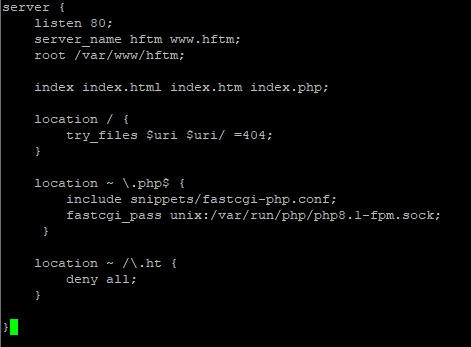 server {
    listen 80;
    server_name hftm www.hftm;
    root /var/www/hftm;

    index index.html index.htm index.php;

    location / {
        try_files $uri $uri/ =404;
    }

    location ~ \.php$ {
        include snippets/fastcgi-php.conf;
        fastcgi_pass unix:/var/run/php/php8.1-fpm.sock;
     }

    location ~ /\.ht {
        deny all;
    }

}